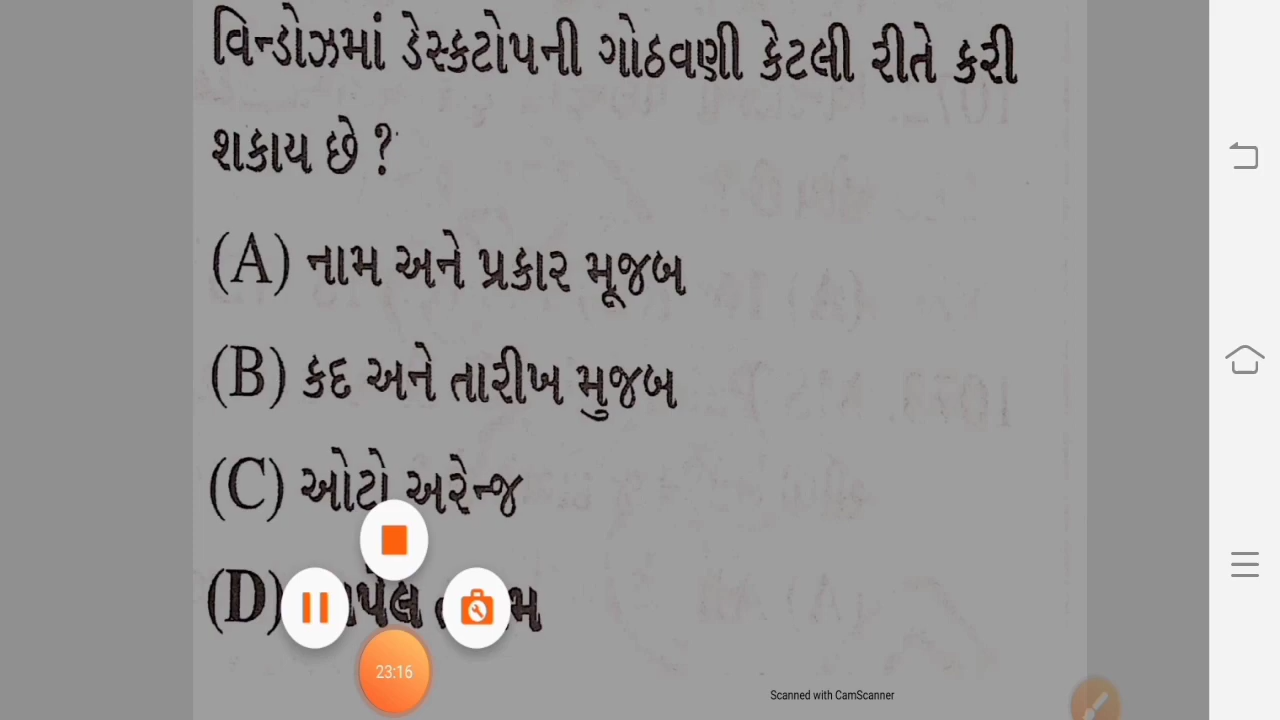 વિન્ડોઝમાં ડેસ્કટોપની ગોઠવણી કેટલી રીતે કરી
શકાય છે ?
(A) નામ અને પ્રકાર મૂજબ
(B) કદ અને તારીખ મુજબ
(C) ઓટો અરેન્જ
(D)
23:16
Scanned with CamScanner